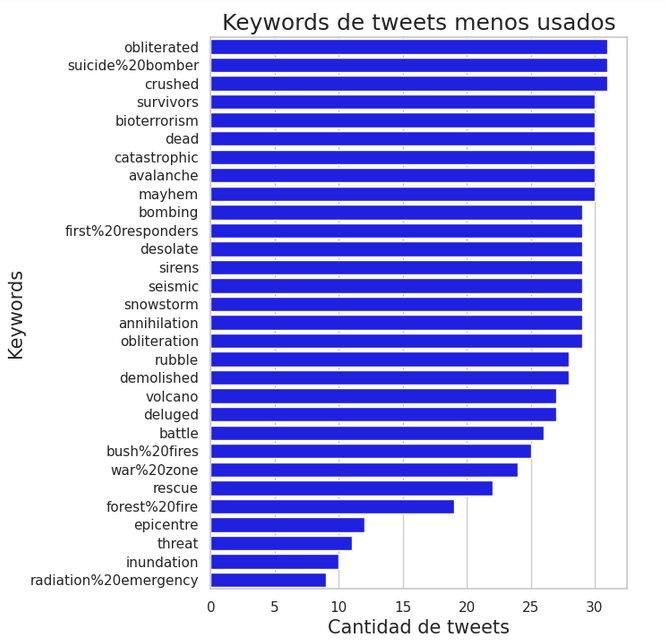 Keywords de tweets menos usados
Keywords
obliterated
suicide%20bomber
crushed
survivors
bioterrorism
dead
catastrophic
avalanche
mayhem
bombing
first%20responders
desolate
sirens
seismic
snowstorm
annihilation
obliteration
rubble
demolished
volcano
deluged
battle
bush%20fires
war%20zone
rescue
forest%20fire
epicentre
threat
inundation
radiation%20emergency
0 5 10 15 20 25 30
Cantidad de tweets